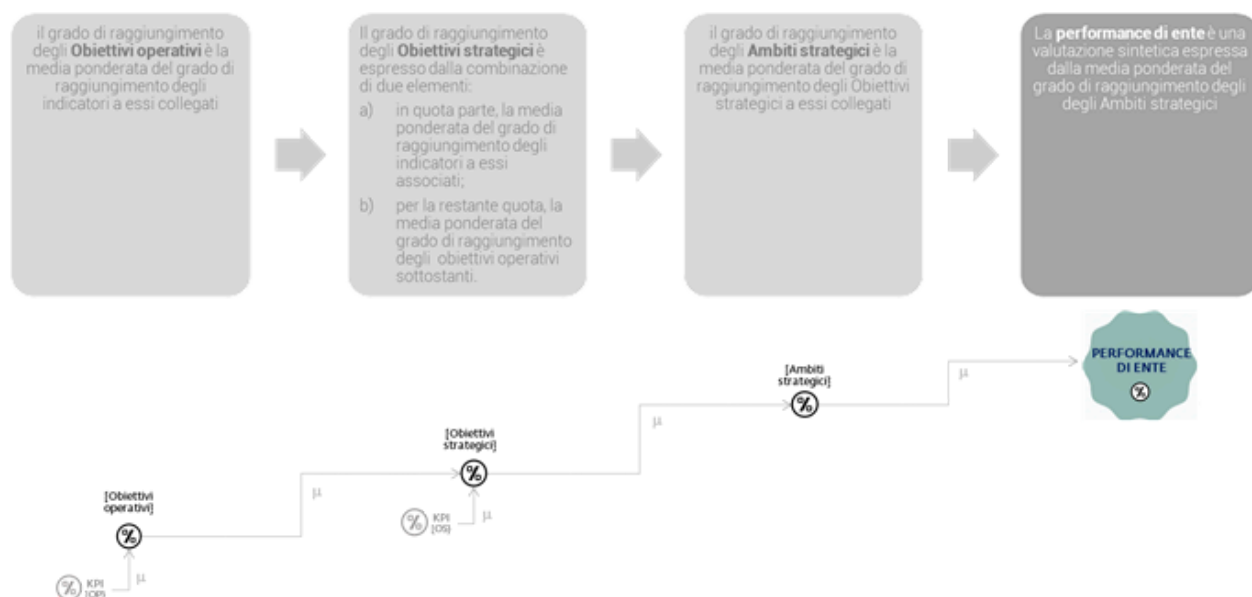 il grado di raggiungimento
degli Obiettivi operativi è la
media ponderata del grado di
raggiungimento degli
indicatori a essi collegati
Il grado di raggiungimento
degli Obiettivi strategici è
espresso dalla combinazione
di due elementi:
a) in quota parte, la media
ponderata del grado di
raggiungimento degli
indicatori a essi
associati;
b) per la restante quota, la
media ponderata del
grado di raggiungimento
degli obiettivi operativi
sottostanti.
il grado di raggiungimento
degli Ambiti strategici è la
media ponderata del grado di
raggiungimento degli Obiettivi
strategici a essi collegati
La performance di ente è una
valutazione sintetica espressa
dalla media ponderata del
grado di raggiungimento degli
degli Ambiti strategici
PERFORMANCE
DI ENTE
%
μ
[Ambiti
strategici]
%
μ
[Obiettivi
strategici]
%
μ
KPI
[OS]
%
μ
[Obiettivi
operativi]
%
μ
KPI
[OP]
%